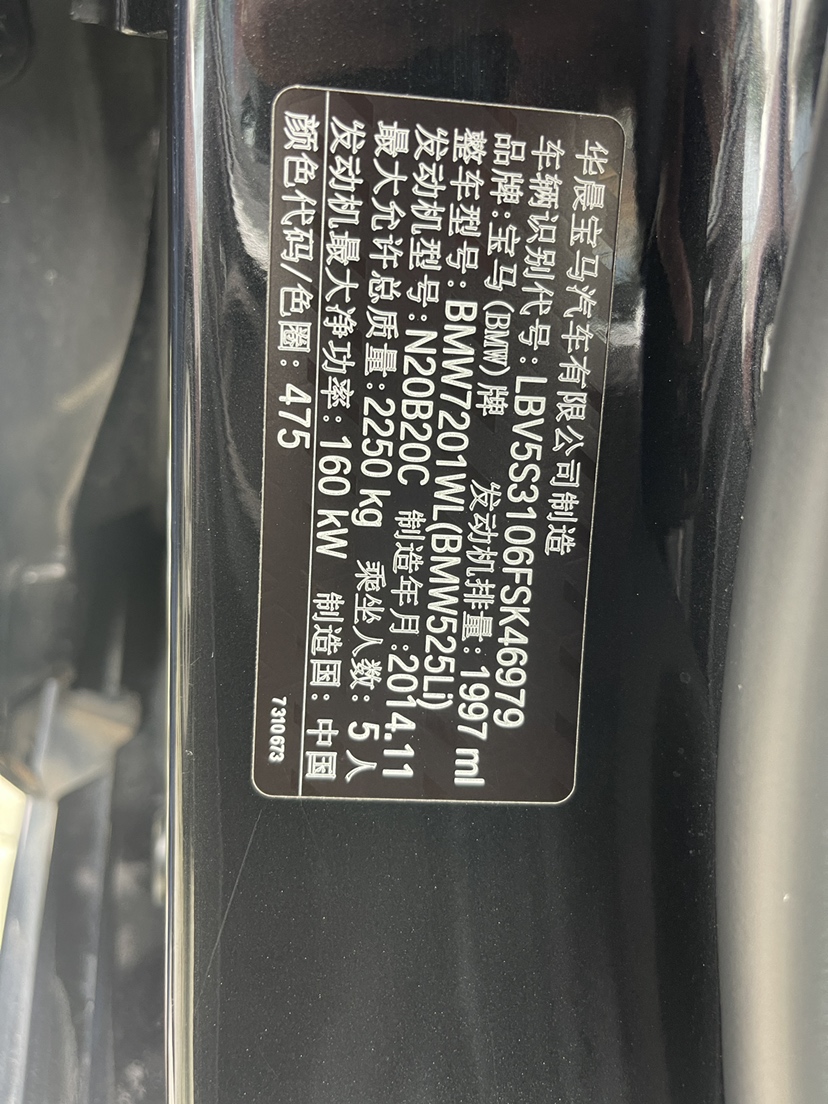 华晨宝马汽车有限公司制造
车辆识别代号: LBV5S3106FSK46979
品牌: 宝马(BMW)牌 发动机排量: 1997 ml
整车型号: BMW7201WL(BMW525Li)
发动机型号: N20B20C 制造年月: 2014.11
最大允许总质量: 2250 kg 乘坐人数: 5 人
发动机最大净功率: 160 kW 制造国: 中国
颜色代码/色圈: 475
7 310 673